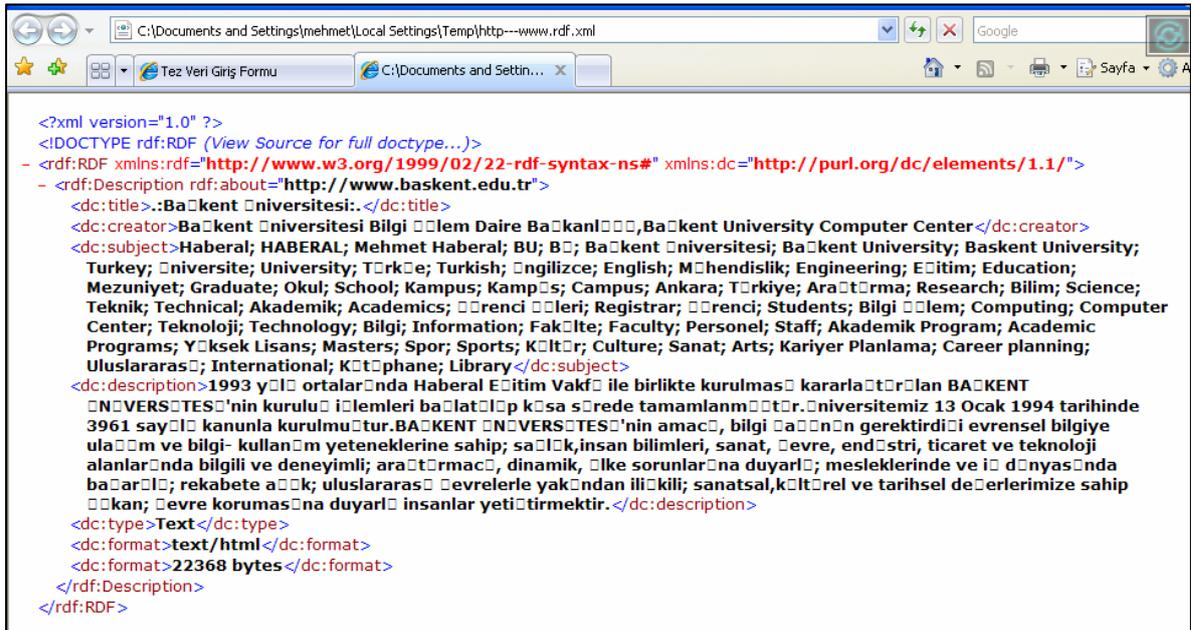 C:\Documents and Settings\mehmet\Local Settings\Temp\http---www.rdf.xml
Google
Tez Veri Giriş Formu
C:\Documents and Settin... X
Sayfa
A
<?xml version="1.0" ?>
<!DOCTYPE rdf:RDF (View Source for full doctype...)>
- <rdf:RDF xmlns:rdf="http://www.w3.org/1999/02/22-rdf-syntax-ns#" xmlns:dc="http://purl.org/dc/elements/1.1/">
- <rdf:Description rdf:about="http://www.baskent.edu.tr">
<dc:title>.:Ba□kent □niversitesi:.</dc:title>
<dc:creator>Ba□kent □niversitesi Bilgi □□lem Daire Ba□kanl□□□,Ba□kent University Computer Center</dc:creator>
<dc:subject>Haberal; HABERAL; Mehmet Haberal; BU; B□; Ba□kent □niversitesi; Ba□kent University; Baskent University;
Turkey; □niversite; University; T□rk□e; Turkish; □ngilizce; English; M□hendislik; Engineering; E□itim; Education;
Mezuniyet; Graduate; Okul; School; Kampus; Kamp□s; Campus; Ankara; T□rkiye; Ara□t□rma; Research; Bilim; Science;
Teknik; Technical; Akademik; Academics; □□renci □□leri; Registrar; □□renci; Students; Bilgi □□lem; Computing; Computer
Center; Teknoloji; Technology; Bilgi; Information; Fak□lte; Faculty; Personel; Staff; Akademik Program; Academic
Programs; Y□ksek Lisans; Masters; Spor; Sports; K□lt□r; Culture; Sanat; Arts; Kariyer Planlama; Career planning;
Uluslararas□; International; K□t□phane; Library</dc:subject>
<dc:description>1993 y□l□ ortalar□nda Haberal E□itim Vakf□ ile birlikte kurulmas□ kararla□t□r□lan BA□KENT
□N□VERS□TES□'nin kurulu□ i□lemleri ba□lat□l□p k□sa s□rede tamamlanm□□t□r.□niversitemiz 13 Ocak 1994 tarihinde
3961 say□l□ kanunla kurulmu□tur.BA□KENT □N□VERS□TES□'nin amac□, bilgi □a□□n□n gerektirdi□i evrensel bilgiye
ula□□m ve bilgi- kullan□m yeteneklerine sahip; sa□l□k,insan bilimleri, sanat, □evre, end□stri, ticaret ve teknoloji
alanlar□nda bilgili ve deneyimli; ara□t□rmac□, dinamik, □lke sorunlar□na duyarl□; mesleklerinde ve i□ d□nyas□nda
ba□ar□l□; rekabete a□□k; uluslararas□ □evrelerle yak□ndan ili□kili; sanatsal,k□lt□rel ve tarihsel de□erlerimize sahip
□□kan; □evre korumas□na duyarl□ insanlar yeti□tirmektir.</dc:description>
<dc:type>Text</dc:type>
<dc:format>text/html</dc:format>
<dc:format>22368 bytes</dc:format>
</rdf:Description>
</rdf:RDF>